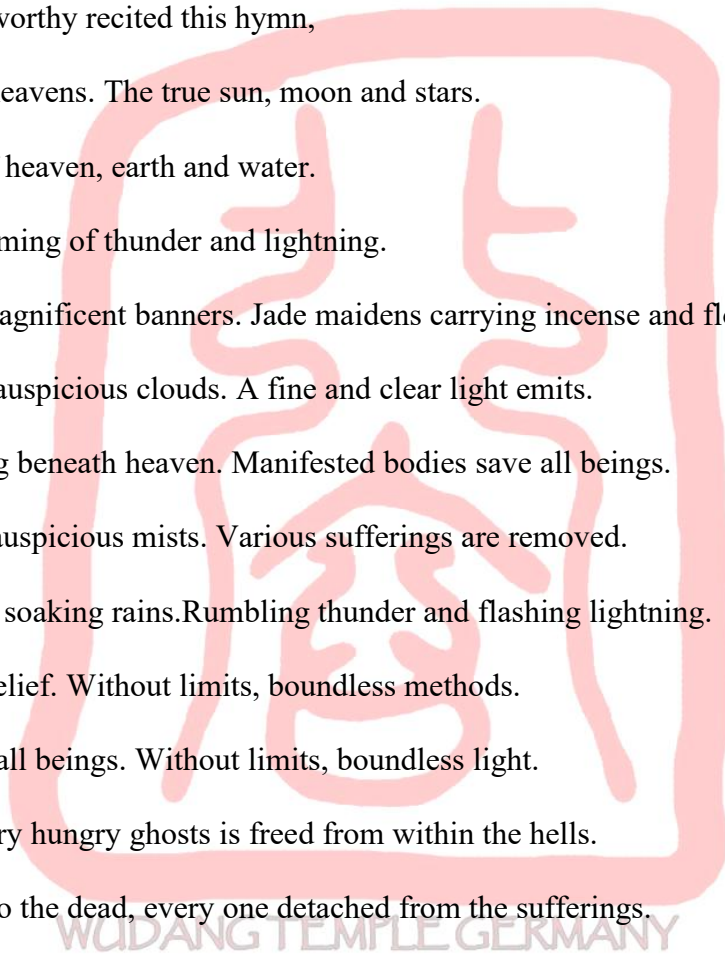 worthy recited this hymn,
eavens. The true sun, moon and stars.
heaven, earth and water.
ming of thunder and lightning.
agnificent banners. Jade maidens carrying incense and flo
auspicious clouds. A fine and clear light emits.
g beneath heaven. Manifested bodies save all beings.
auspicious mists. Various sufferings are removed.
soaking rains.Rumbling thunder and flashing lightning.
elief. Without limits, boundless methods.
all beings. Without limits, boundless light.
ry hungry ghosts is freed from within the hells.
o the dead, every one detached from the sufferings.
WUDANG TEMPLE GERMANY